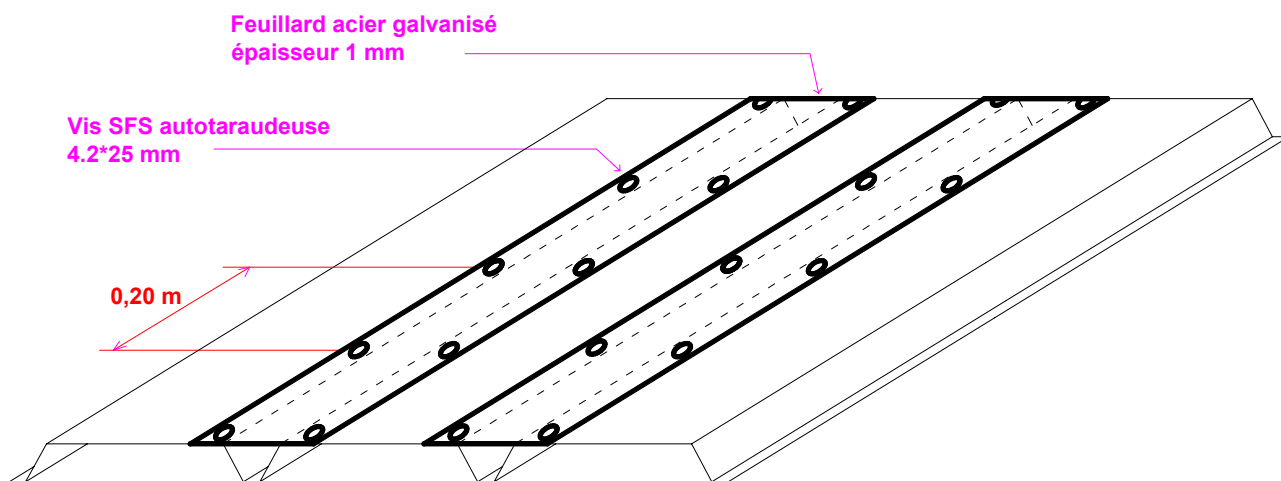 Feuillard acier galvanisé
épaisseur 1 mm
Vis SFS autotaraudeuse
4.2*25 mm
0,20 m